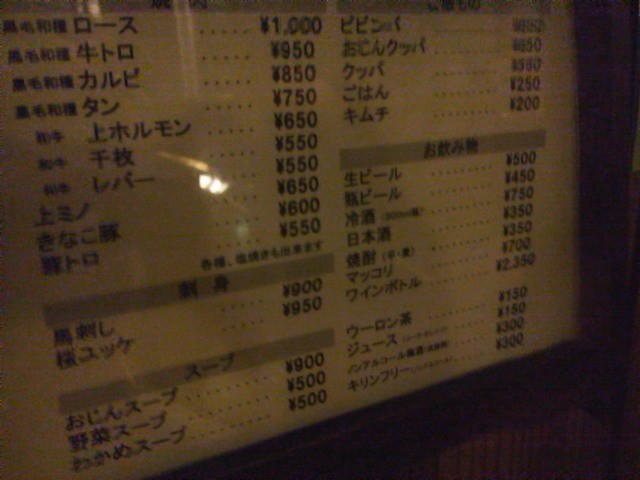 焼肉
黒毛和種 ロース ¥1,000
黒毛和種 牛トロ ¥950
黒毛和種 カルビ ¥850
黒毛和種 タン ¥750
和牛 上ホルモン ¥650
和牛 千枚 ¥550
和牛 レバー ¥550
上ミノ ¥650
きなこ豚 ¥600
豚トロ ¥550
各種、塩焼きも出来ます
刺身
馬刺し ¥900
桜ユッケ ¥950
スープ
おじんスープ ¥900
野菜スープ ¥500
わかめスープ ¥500
ビビンバ ¥850
おじんクッパ ¥850
クッパ
ごはん ¥250
キムチ ¥200
お飲み物
生ビール ¥500
瓶ビール ¥450
冷酒 ¥750
日本酒 ¥350
焼酎 ¥350
マッコリ ¥700
ワインボトル ¥2,350
ウーロン茶 ¥150
ジュース ¥150
ノンアルコール ¥300
キリンフリー ¥300